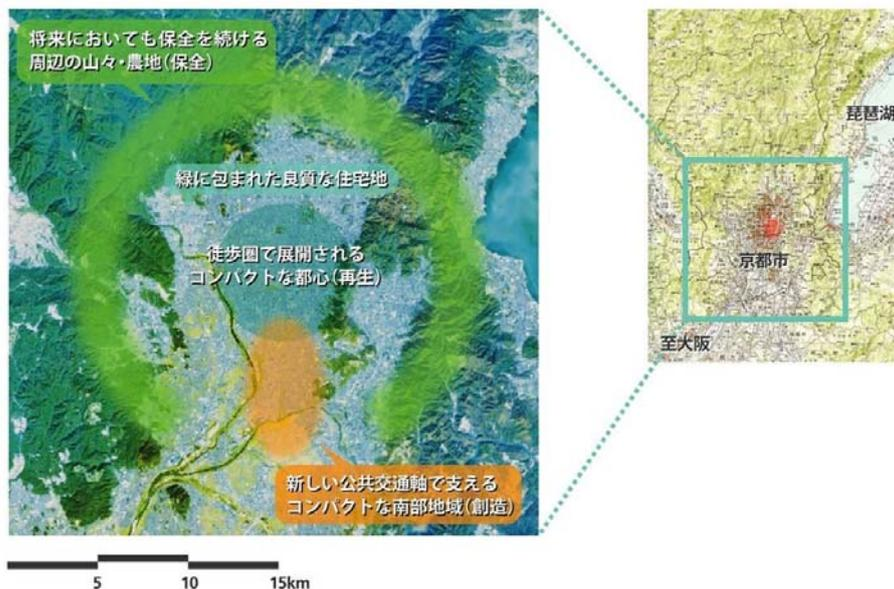 将来においても保全を続ける
周辺の山々・農地(保全)
緑に包まれた良質な住宅地
徒歩圏で展開される
コンパクトな都心(再生)
新しい公共交通軸で支える
コンパクトな南部地域(創造)
5 10 15km
琵琶湖
京都市
至大阪